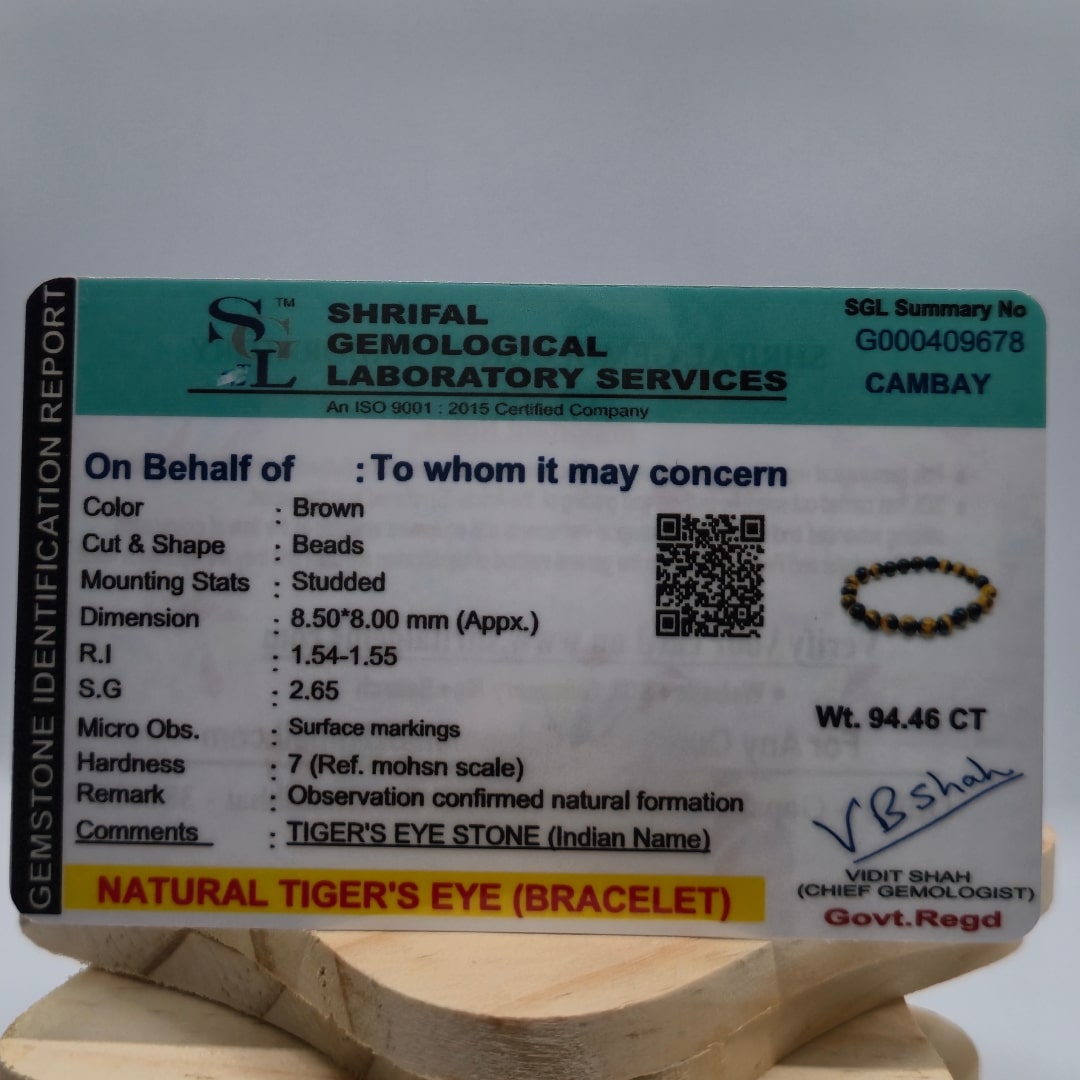 GEMSTONE IDENTIFICATION REPORT
SGL TM
SHRIFAL
GEMOLOGICAL
LABORATORY SERVICES
An ISO 9001 : 2015 Certified Company
SGL Summary No
G000409678
CAMBAY
On Behalf of : To whom it may concern
Color : Brown
Cut & Shape : Beads
Mounting Stats : Studded
Dimension : 8.50*8.00 mm (Appx.)
R.I : 1.54-1.55
S.G : 2.65
Micro Obs. : Surface markings
Hardness : 7 (Ref. mohsn scale)
Remark : Observation confirmed natural formation
Comments : TIGER'S EYE STONE (Indian Name)
NATURAL TIGER'S EYE (BRACELET)
Wt. 94.46 CT
VBShah
VIDIT SHAH
(CHIEF GEMOLOGIST)
Govt.Regd